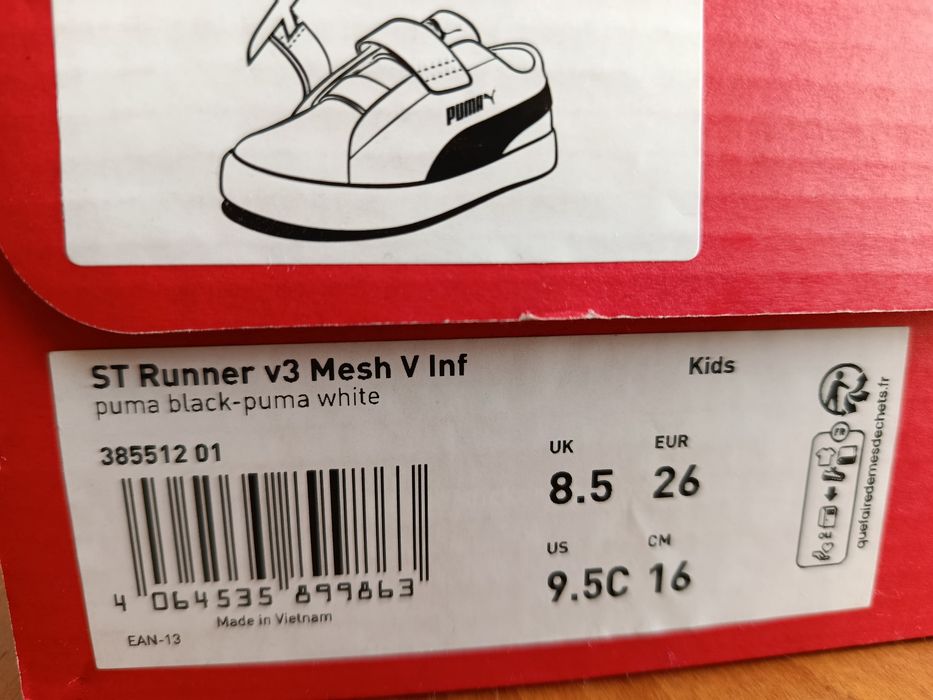 PUMA
ST Runner v3 Mesh V Inf
Kids
puma black-puma white
385512 01
UK
EUR
8.5
26
US
CM
9.5C
16
4 064535 899863
Made in Vietnam
EAN-13
FR
quefairedemesdechets.fr